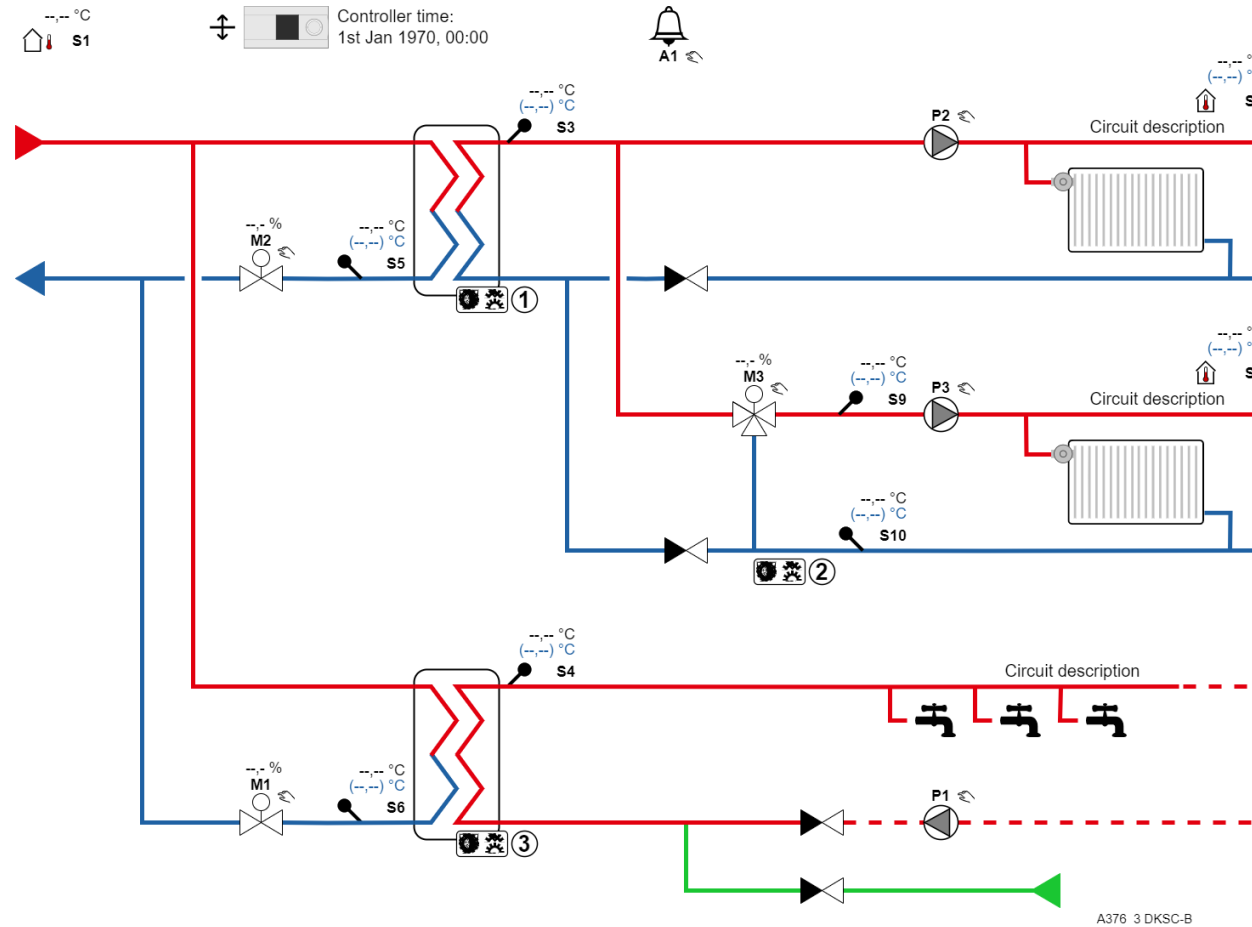 --,-- °C
S1
Controller time:
1st Jan 1970, 00:00
A1
--,-- °C
(--,--) °C
S3
P2
--,-- °
(--,--) °
S
Circuit description
--,- %
M2
--,-- °C
(--,--) °C
S5
1
--,- %
M3
--,-- °C
(--,--) °C
S9
P3
--,-- °
(--,--) °
S
Circuit description
--,-- °C
(--,--) °C
S10
2
--,-- °C
(--,--) °C
S4
Circuit description
--,- %
M1
--,-- °C
(--,--) °C
S6
3
P1
A376 3 DKSC-B